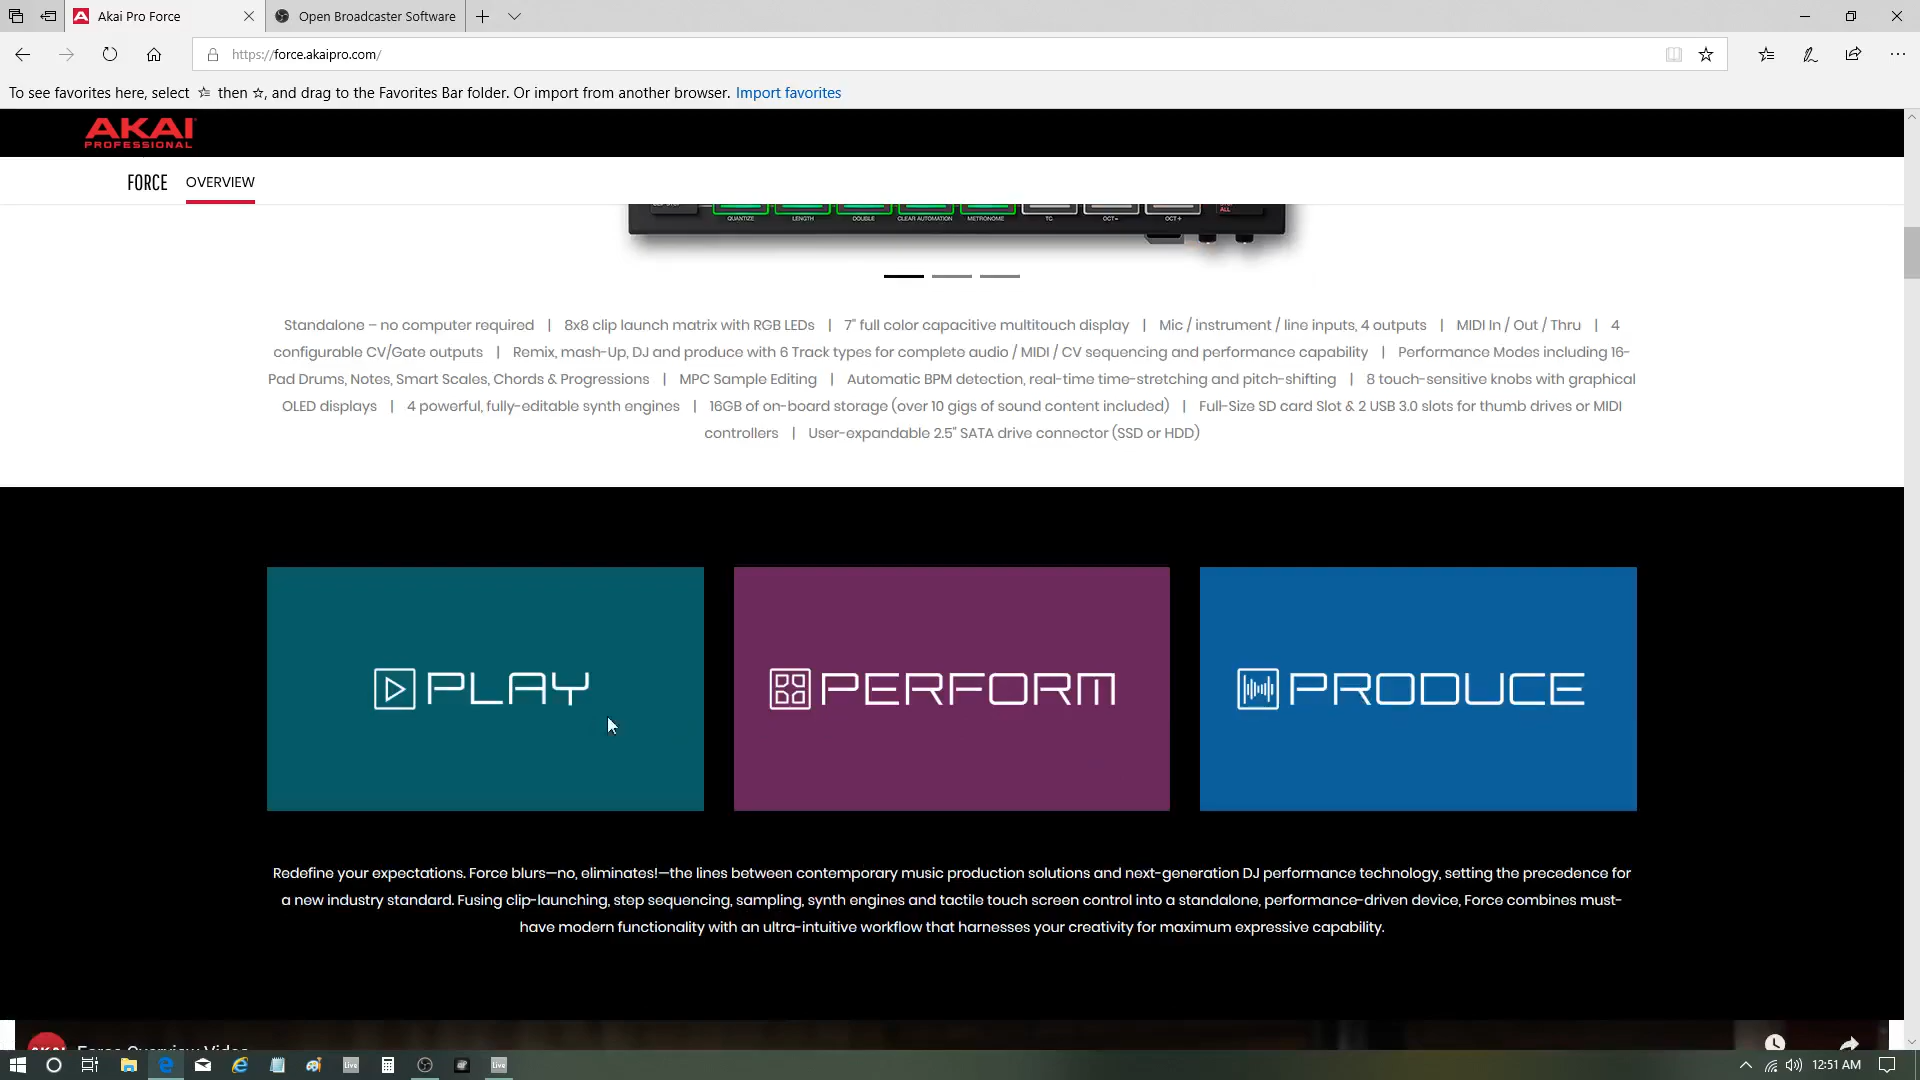 Akai Pro Force
Open Broadcaster Software
https://force.akaipro.com/
To see favorites here, select ☆ then ☆, and drag to the Favorites Bar folder. Or import from another browser. Import favorites
AKAI
PROFESSIONAL
FORCE OVERVIEW
QUANTIZE LENGTH DOUBLE CLEAR AUTOMATION METRONOME TC OCT- OCT+
ALL
Standalone – no computer required | 8x8 clip launch matrix with RGB LEDs | 7" full color capacitive multitouch display | Mic / instrument / line inputs, 4 outputs | MIDI In / Out / Thru | 4
configurable CV/Gate outputs | Remix, mash-Up, DJ and produce with 6 Track types for complete audio / MIDI / CV sequencing and performance capability | Performance Modes including 16-
Pad Drums, Notes, Smart Scales, Chords & Progressions | MPC Sample Editing | Automatic BPM detection, real-time time-stretching and pitch-shifting | 8 touch-sensitive knobs with graphical
OLED displays | 4 powerful, fully-editable synth engines | 16GB of on-board storage (over 10 gigs of sound content included) | Full-Size SD card Slot & 2 USB 3.0 slots for thumb drives or MIDI
controllers | User-expandable 2.5" SATA drive connector (SSD or HDD)
PLAY
PERFORM
PRODUCE
Redefine your expectations. Force blurs—no, eliminates!—the lines between contemporary music production solutions and next-generation DJ performance technology, setting the precedence for
a new industry standard. Fusing clip-launching, step sequencing, sampling, synth engines and tactile touch screen control into a standalone, performance-driven device, Force combines must-
have modern functionality with an ultra-intuitive workflow that harnesses your creativity for maximum expressive capability.
AKAI Force Overview Video
Live
Live
12:51 AM